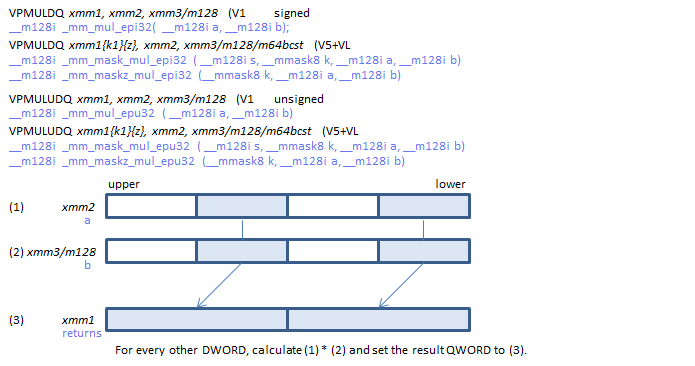 VPMULDQ xmm1, xmm2, xmm3/m128 (V1 signed
__m128i _mm_mul_epi32( __m128i a, __m128i b);
VPMULDQ xmm1{k1}{z}, xmm2, xmm3/m128/m64bcst (V5+VL
__m128i _mm_mask_mul_epi32 ( __m128i s, __mmask8 k, __m128i a, __m128i b)
__m128i _mm_maskz_mul_epi32 (__mmask8 k, __m128i a, __m128i b)
VPMULUDQ xmm1, xmm2, xmm3/m128 (V1 unsigned
__m128i _mm_mul_epu32 ( __m128i a, __m128i b)
VPMULUDQ xmm1{k1}{z}, xmm2, xmm3/m128/m64bcst (V5+VL
__m128i _mm_mask_mul_epu32 ( __m128i s, __mmask8 k, __m128i a, __m128i b)
__m128i _mm_maskz_mul_epu32 (__mmask8 k, __m128i a, __m128i b)
upper lower
(1) xmm2
a
(2) xmm3/m128
b
(3) xmm1
returns
For every other DWORD, calculate (1) * (2) and set the result QWORD to (3).